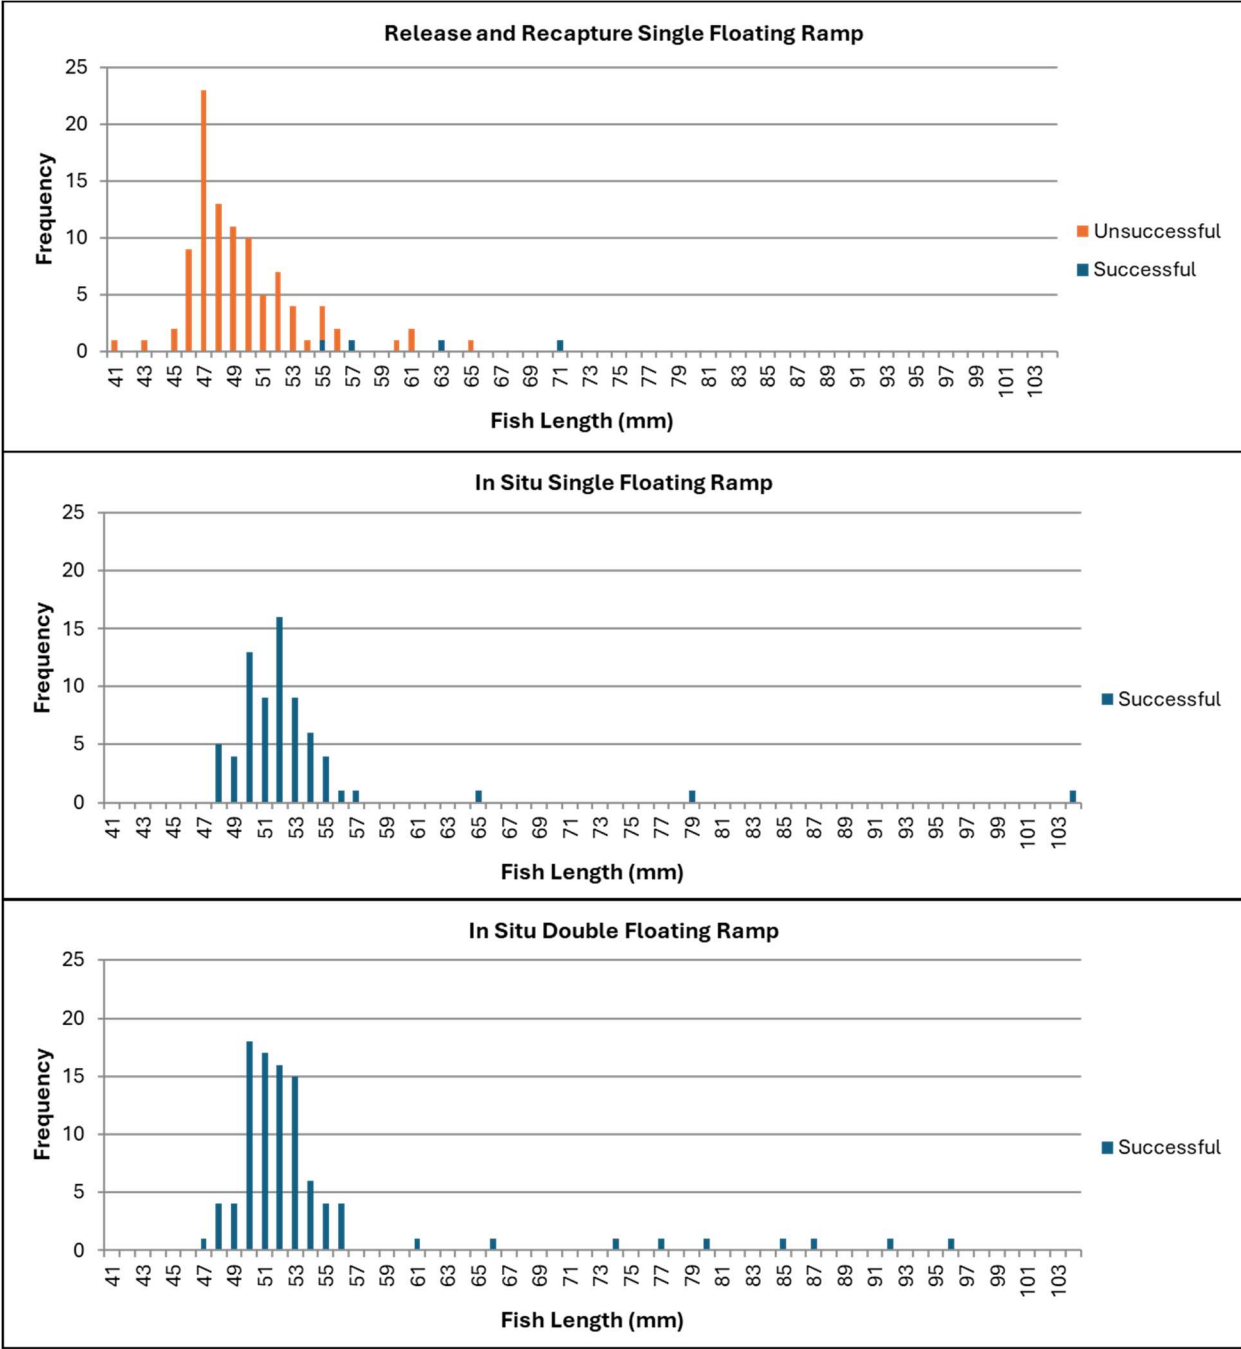 Release and Recapture Single Floating Ramp
25
20
15
10
5
0
Frequency
41 43 45 47 49 51 53 55 57 59 61 63 65 67 69 71 73 75 77 79 81 83 85 87 89 91 93 95 97 99 101 103
Fish Length (mm)
Unsuccessful
Successful
In Situ Single Floating Ramp
25
20
15
10
5
0
Frequency
41 43 45 47 49 51 53 55 57 59 61 63 65 67 69 71 73 75 77 79 81 83 85 87 89 91 93 95 97 99 101 103
Fish Length (mm)
Successful
In Situ Double Floating Ramp
25
20
15
10
5
0
Frequency
41 43 45 47 49 51 53 55 57 59 61 63 65 67 69 71 73 75 77 79 81 83 85 87 89 91 93 95 97 99 101 103
Fish Length (mm)
Successful